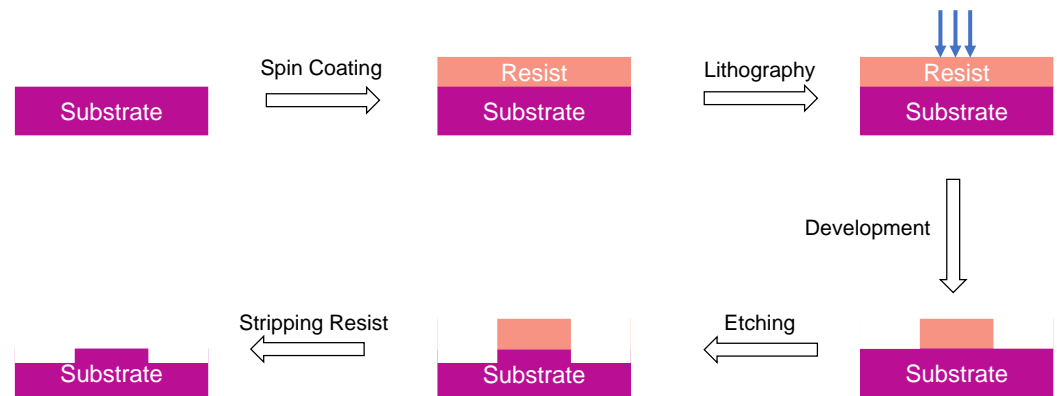 Substrate
Spin Coating
Resist
Substrate
Lithography
Resist
Substrate
Development
Substrate
Etching
Substrate
Stripping Resist
Substrate